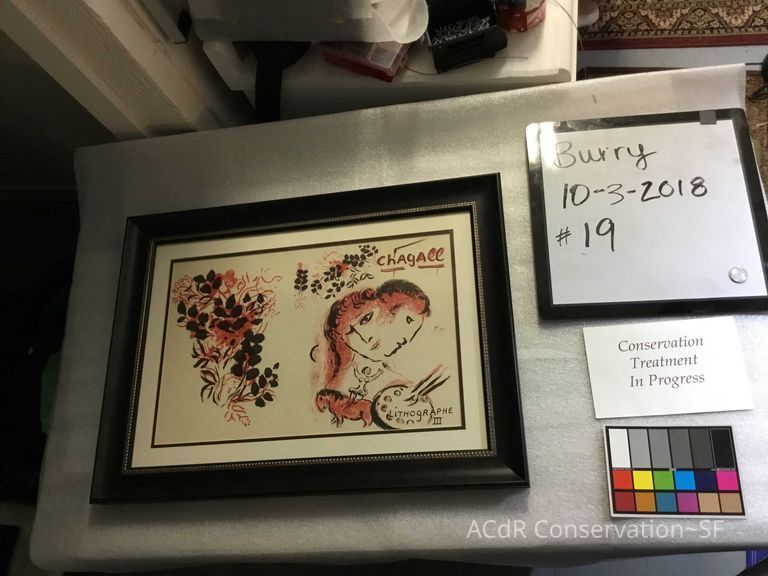 Burry
10-3-2018
# 19
CHAGALL
LITHOGRAPHE
III
Conservation
Treatment
In Progress
ACdR Conservation~SF